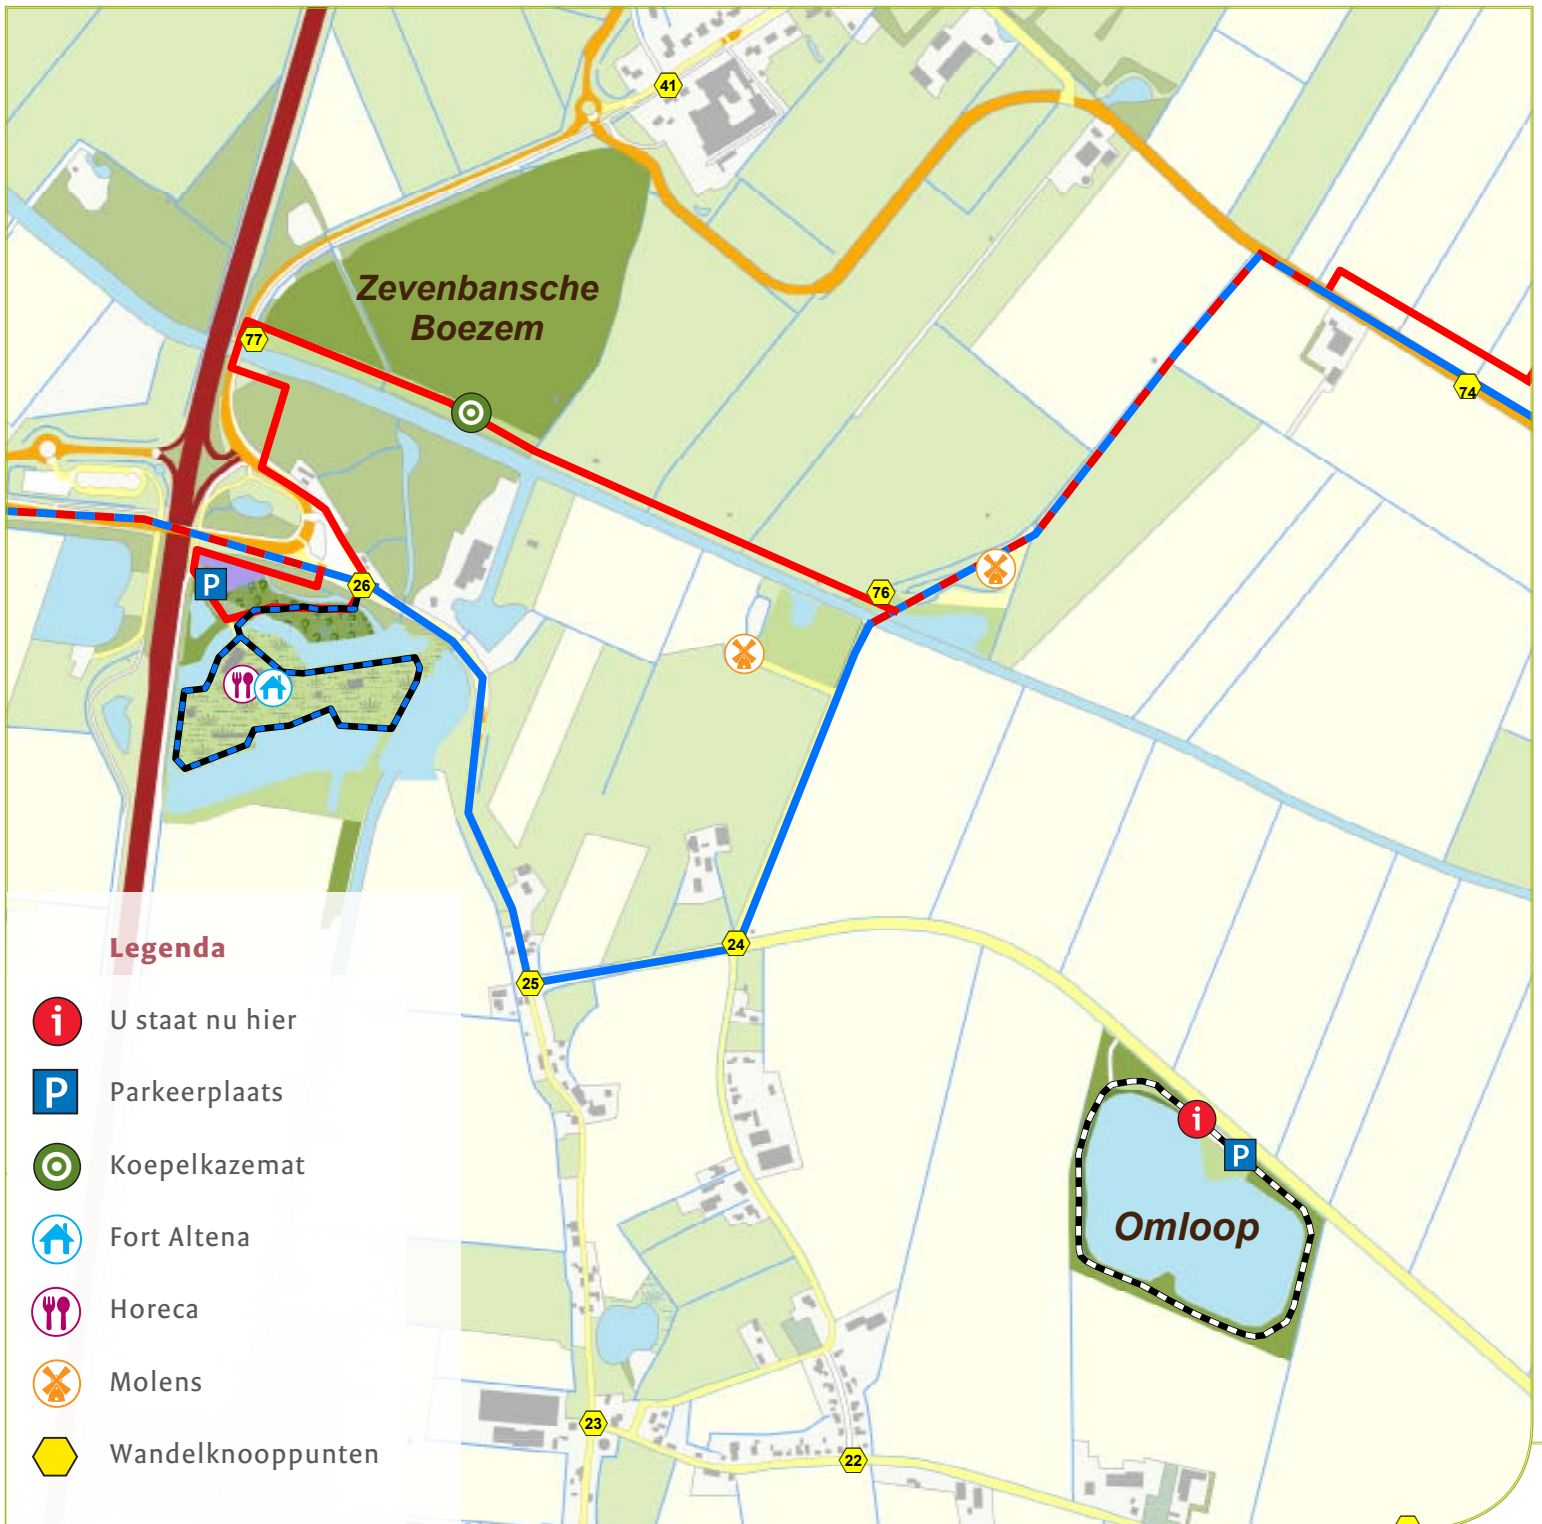 41
Zevenbansche
Boezem
77
74
P
26
76
24
25
Legenda
i U staat nu hier
P Parkeerplaats
Koepelkazemat
Fort Altena
Horeca
Molens
Wandelknooppunten
i
P
Omloop
23
22